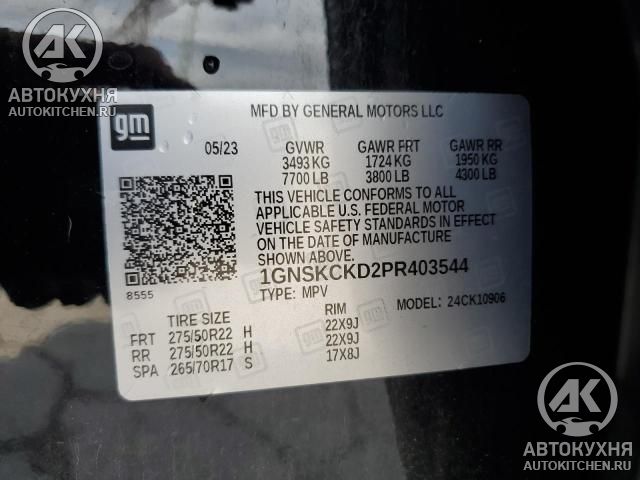 AK
АВТОКУХНЯ
AUTOKITCHEN.RU
gm
MFD BY GENERAL MOTORS LLC
05/23 GVWR GAWR FRT GAWR RR
3493 KG 1724 KG 1950 KG
7700 LB 3800 LB 4300 LB
THIS VEHICLE CONFORMS TO ALL
APPLICABLE U.S. FEDERAL MOTOR
VEHICLE SAFETY STANDARDS IN EFFECT
ON THE DATE OF MANUFACTURE
SHOWN ABOVE.
1GNSKCKD2PR403544
8555 TYPE: MPV MODEL: 24CK10906
TIRE SIZE RIM
FRT 275/50R22 H 22X9J
RR 275/50R22 H 22X9J
SPA 265/70R17 S 17X8J
AK
АВТОКУХНЯ
AUTOKITCHEN.RU